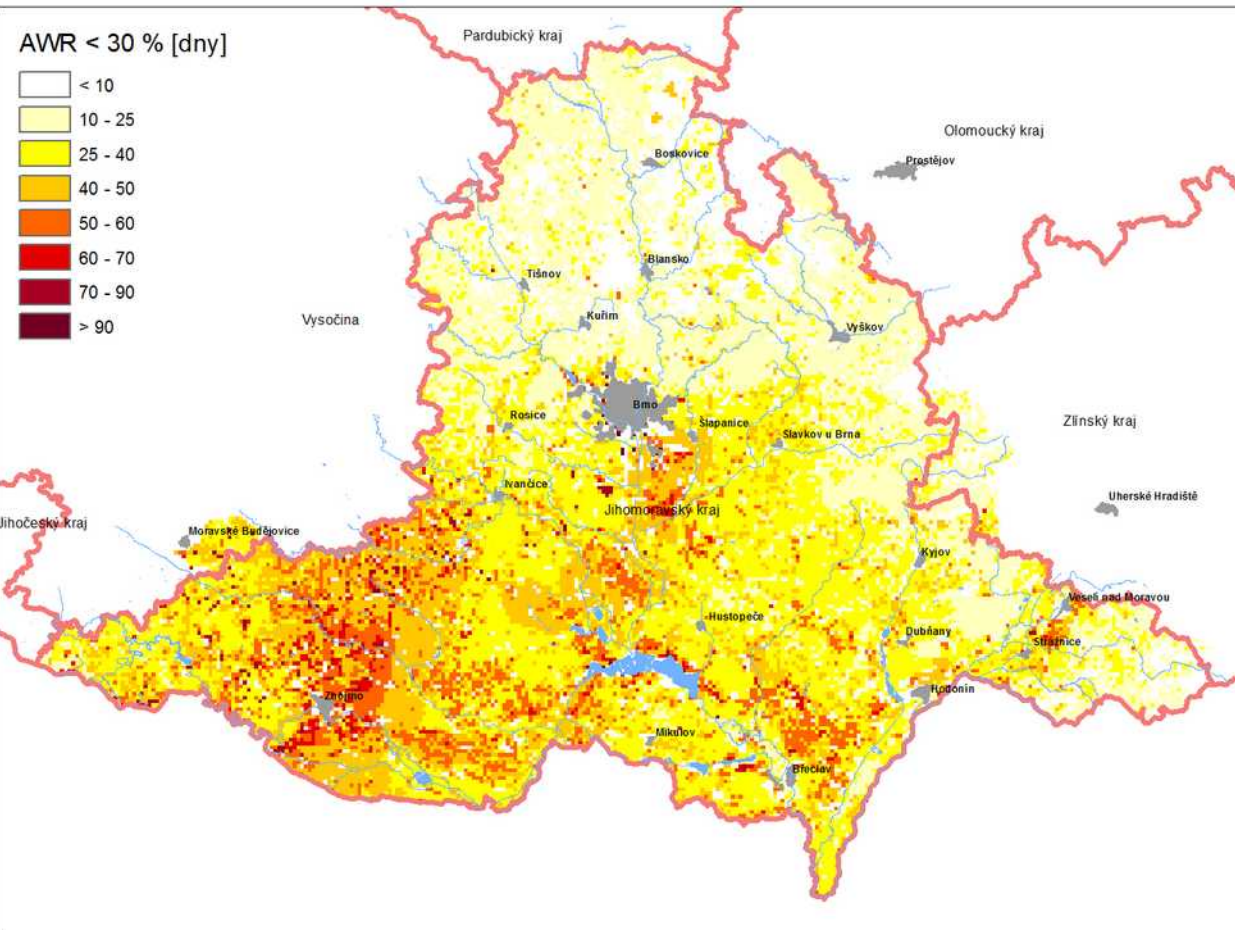 AWR < 30 % [dny]
< 10
10 - 25
25 - 40
40 - 50
50 - 60
60 - 70
70 - 90
> 90
Pardubický kraj
Olomoucký kraj
Boskovice
Prostějov
Blansko
Tišnov
Vysočina
Kuřim
Vyškov
Brno
Rosice
Šlapanice
Slavkov u Brna
Zlínský kraj
Ivančice
Uherské Hradiště
Jihomoravský kraj
Jihočeský kraj
Moravské Budějovice
Kyjov
Veselí nad Moravou
Hustopeče
Dubňany
Strážnice
Znojmo
Hodonín
Mikulov
Břeclav